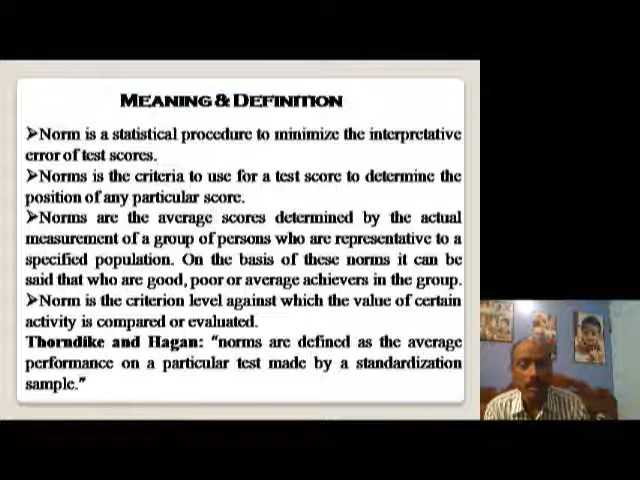 MEANING & DEFINITION
➢Norm is a statistical procedure to minimize the interpretative
error of test scores.
➢Norms is the criteria to use for a test score to determine the
position of any particular score.
➢Norms are the average scores determined by the actual
measurement of a group of persons who are representative to a
specified population. On the basis of these norms it can be
said that who are good, poor or average achievers in the group.
➢Norm is the criterion level against which the value of certain
activity is compared or evaluated.
Thorndike and Hagan: “norms are defined as the average
performance on a particular test made by a standardization
sample.”